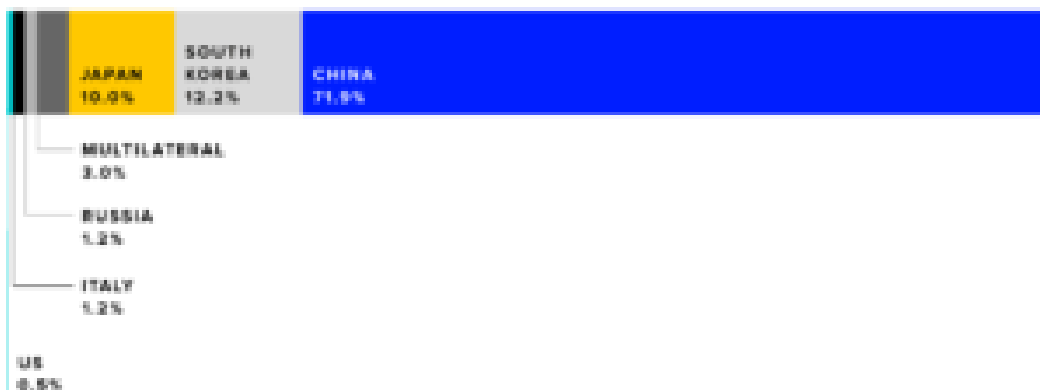 JAPAN
10.0%
SOUTH
KOREA
12.2%
CHINA
71.9%
MULTILATERAL
3.0%
RUSSIA
1.2%
ITALY
1.2%
US
0.5%